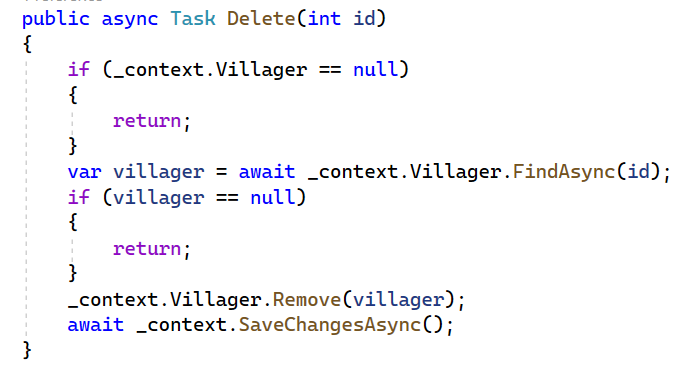 public async Task Delete(int id)
{
    if (_context.Villager == null)
    {
        return;
    }
    var villager = await _context.Villager.FindAsync(id);
    if (villager == null)
    {
        return;
    }
    _context.Villager.Remove(villager);
    await _context.SaveChangesAsync();
}